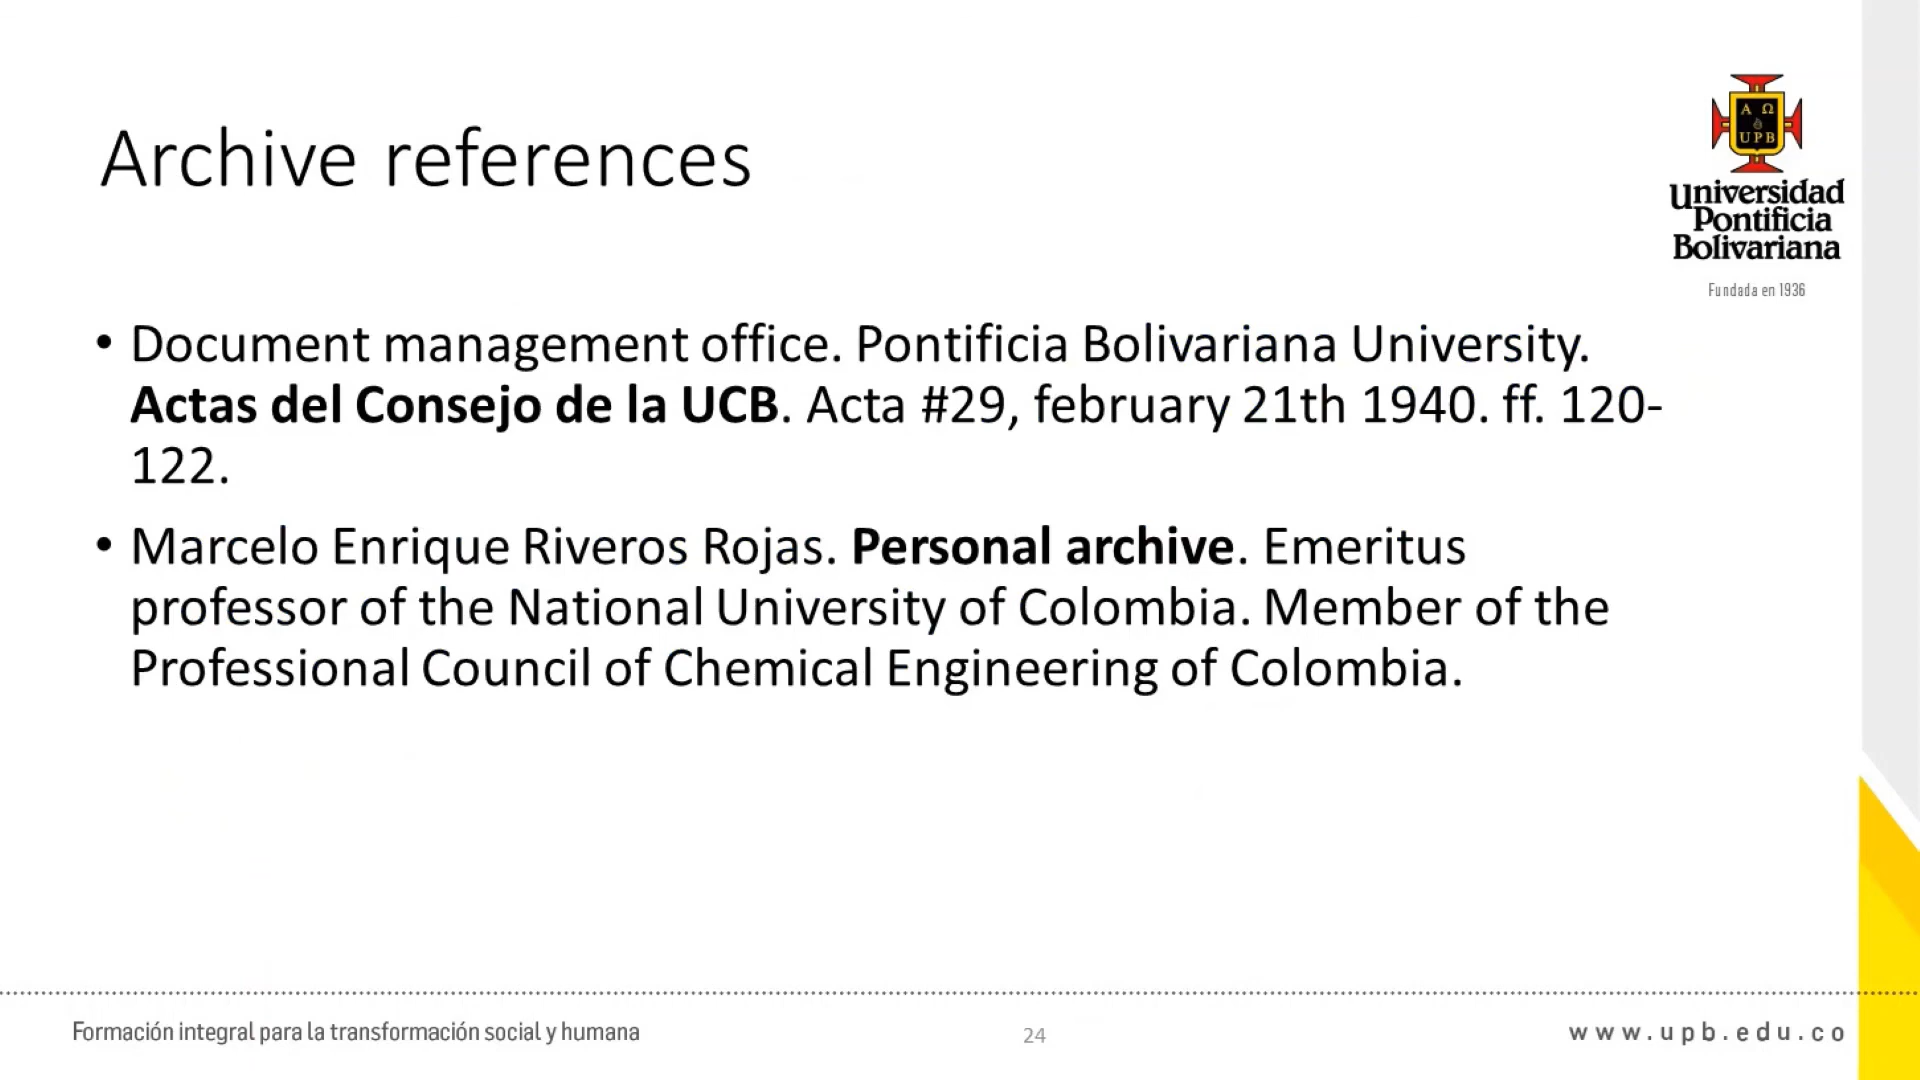 Archive references
Α Ω
UPB
Universidad
Pontificia
Bolivariana
Fundada en 1936
• Document management office. Pontificia Bolivariana University.
Actas del Consejo de la UCB. Acta #29, february 21th 1940. ff. 120-
122.
• Marcelo Enrique Riveros Rojas. Personal archive. Emeritus
professor of the National University of Colombia. Member of the
Professional Council of Chemical Engineering of Colombia.
Formación integral para la transformación social y humana
24
www.upb.edu.co